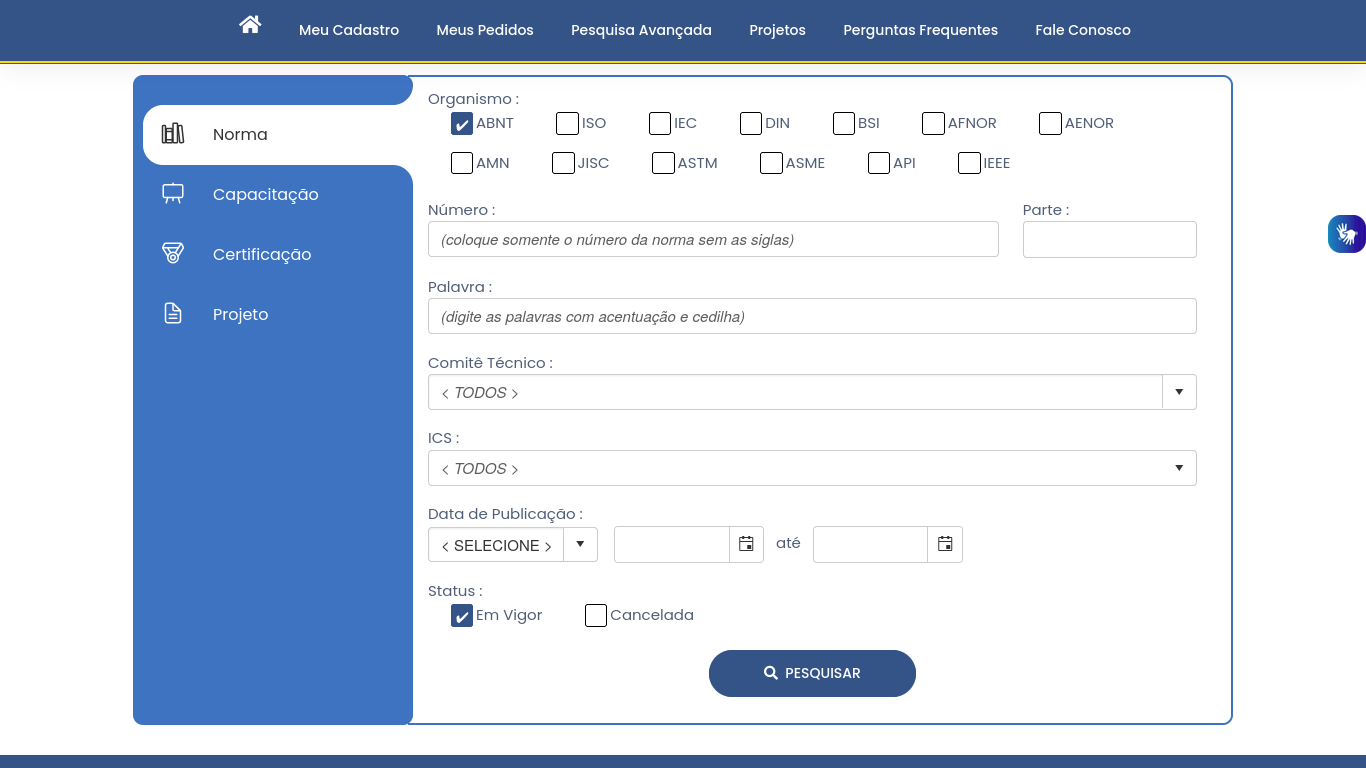 Meu Cadastro Meus Pedidos Pesquisa Avançada Projetos Perguntas Frequentes Fale Conosco
Norma
Capacitação
Certificação
Projeto
Organismo :
ABNT ISO IEC DIN BSI AFNOR AENOR
AMN JISC ASTM ASME API IEEE
Número : Parte :
(coloque somente o número da norma sem as siglas)
Palavra :
(digite as palavras com acentuação e cedilha)
Comitê Técnico :
< TODOS >
ICS :
< TODOS >
Data de Publicação :
< SELECIONE > até
Status :
Em Vigor Cancelada
PESQUISAR